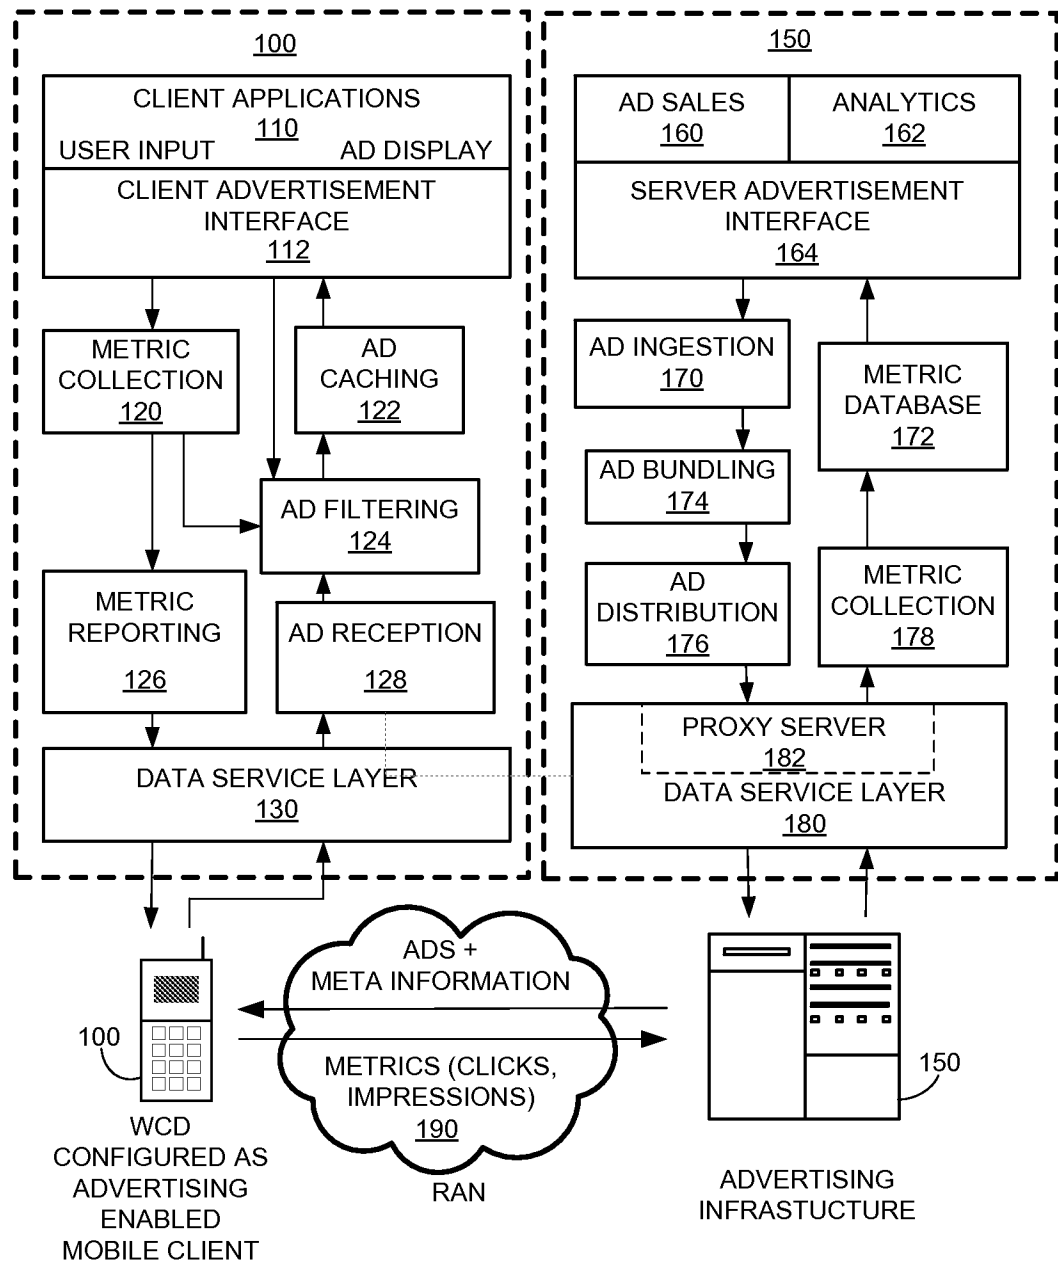 100
CLIENT APPLICATIONS
110
USER INPUT
AD DISPLAY
CLIENT ADVERTISEMENT
INTERFACE
112
METRIC
COLLECTION
120
AD
CACHING
122
AD FILTERING
124
METRIC
REPORTING
126
AD RECEPTION
128
DATA SERVICE LAYER
130
150
AD SALES
160
ANALYTICS
162
SERVER ADVERTISEMENT
INTERFACE
164
AD INGESTION
170
METRIC
DATABASE
172
AD BUNDLING
174
AD
DISTRIBUTION
176
METRIC
COLLECTION
178
PROXY SERVER
182
DATA SERVICE LAYER
180
ADS +
META INFORMATION
METRICS (CLICKS,
IMPRESSIONS)
190
RAN
100
WCD
CONFIGURED AS
ADVERTISING
ENABLED
MOBILE CLIENT
150
ADVERTISING
INFRASTUCTURE